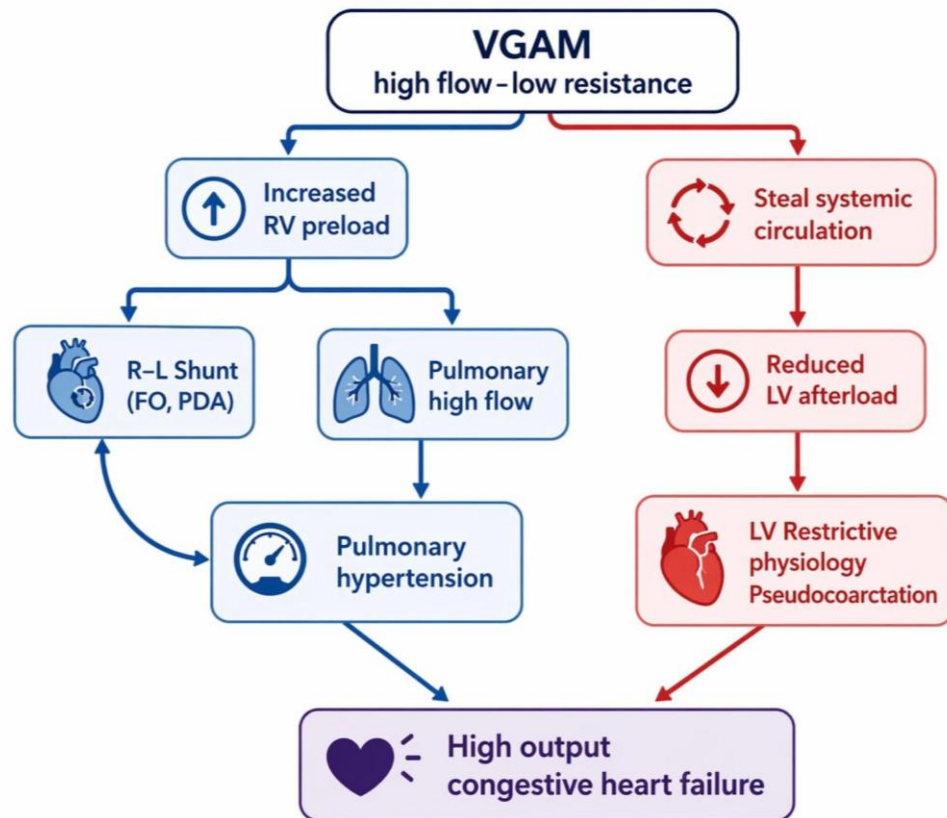 VGAM
high flow-low resistance
Increased
RV preload
Steal systemic
circulation
R–L Shunt
(FO, PDA)
Pulmonary
high flow
Reduced
LV afterload
Pulmonary
hypertension
LV Restrictive
physiology
Pseudocoarctation
High output
congestive heart failure